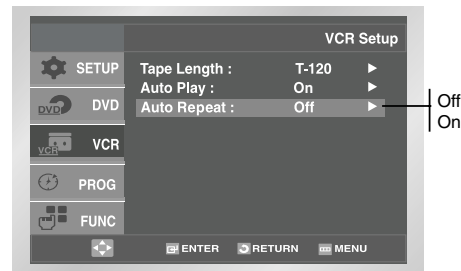 VCR Setup
SETUP
Tape Length : T-120 ►
Auto Play : On ►
DVD DVD
Auto Repeat : Off ►
Off
On
VCR VCR
PROG
FUNC
ENTER RETURN MENU